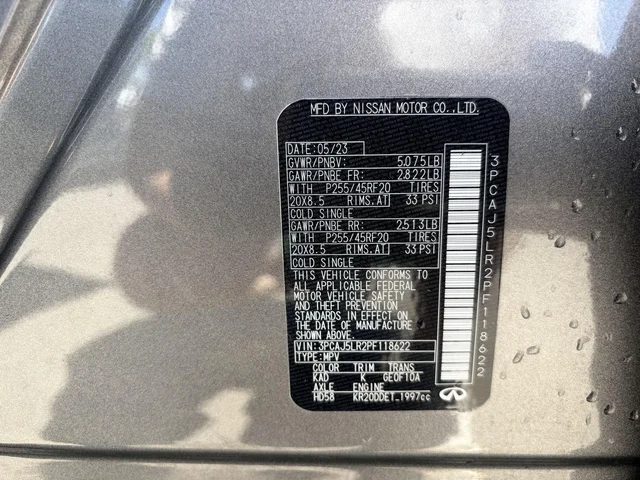 MFD BY NISSAN MOTOR CO.,LTD.
DATE: 05/23
GVWR/PNBV: 5,075LB
GAWR/PNBE FR: 2,822LB
WITH P255/45RF20 TIRES
20X8.5 RIMS.AT 33 PSI
COLD SINGLE
GAWR/PNBE RR: 2513LB
WITH P255/45RF20 TIRES
20X8.5 RIMS.AT 33 PSI
COLD SINGLE
THIS VEHICLE CONFORMS TO
ALL APPLICABLE FEDERAL
MOTOR VEHICLE SAFETY
AND THEFT PREVENTION
STANDARDS IN EFFECT ON
THE DATE OF MANUFACTURE
SHOWN ABOVE.
VIN: 3PCAJ5LR2PF118622
TYPE: MPV
COLOR TRIM TRANS
KAD K GE0F10A
AXLE ENGINE
HD58 KR20DDET 1997cc
3PCAJ5LR2PF118622